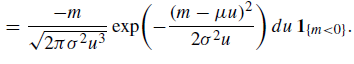 = \frac{-m}{\sqrt{2\pi\sigma^2 u^3}} \exp\left(-\frac{(m - \mu u)^2}{2\sigma^2 u}\right) du \, \mathbf{1}_{\{m<0\}}.